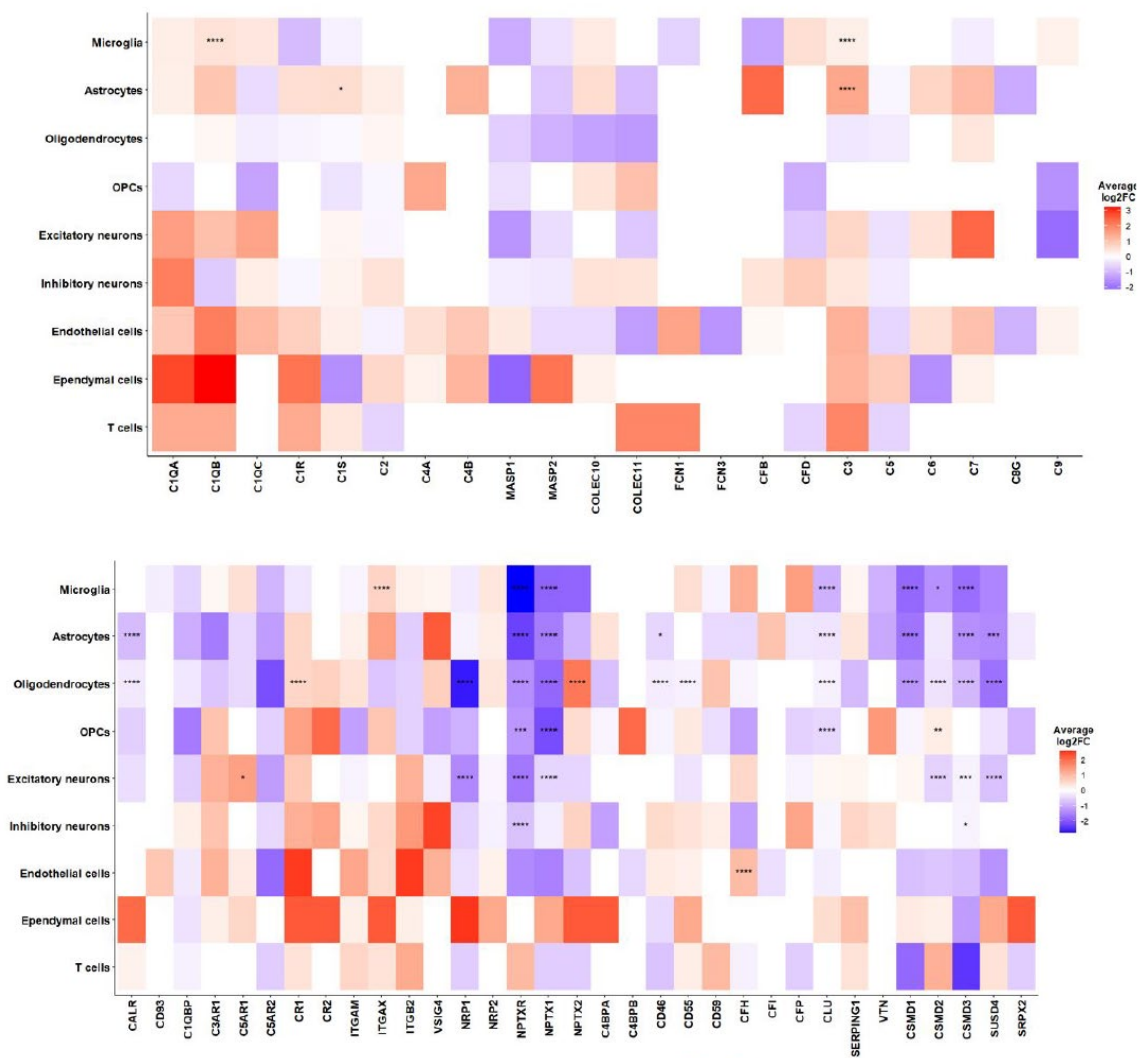 Microglia
****
****
Astrocytes
*
****
Oligodendrocytes
OPCs
Excitatory neurons
Inhibitory neurons
Endothelial cells
Ependymal cells
T cells
C1QA
C1QB
C1QC
C1R
C1S
C2
C4A
C4B
MASP1
MASP2
COLEC10
COLEC11
FCN1
FCN3
CFB
CFD
C3
C5
C6
C7
C8G
C9
Average
log2FC
3
2
1
0
-1
-2
Microglia
****
****
****
****
****
*
****
Astrocytes
****
****
****
*
****
****
****
***
Oligodendrocytes
****
****
****
****
****
****
****
****
****
****
****
****
****
OPCs
***
****
****
**
Excitatory neurons
*
****
****
****
****
***
****
Inhibitory neurons
****
*
Endothelial cells
****
Ependymal cells
T cells
CALR
CD93
C1QBP
C3AR1
C5AR1
C5AR2
CR1
CR2
ITGAM
ITGAX
ITGB2
VSIG4
NRP1
NRP2
NPTXR
NPTX1
NPTX2
C4BPA
C4BPB
CD46
CD55
CD59
CFH
CFI
CFP
CLU
SERPING1
VTN
CSMD1
CSMD2
CSMD3
SUSD4
SRPX2
Average
log2FC
2
1
0
-1
-2